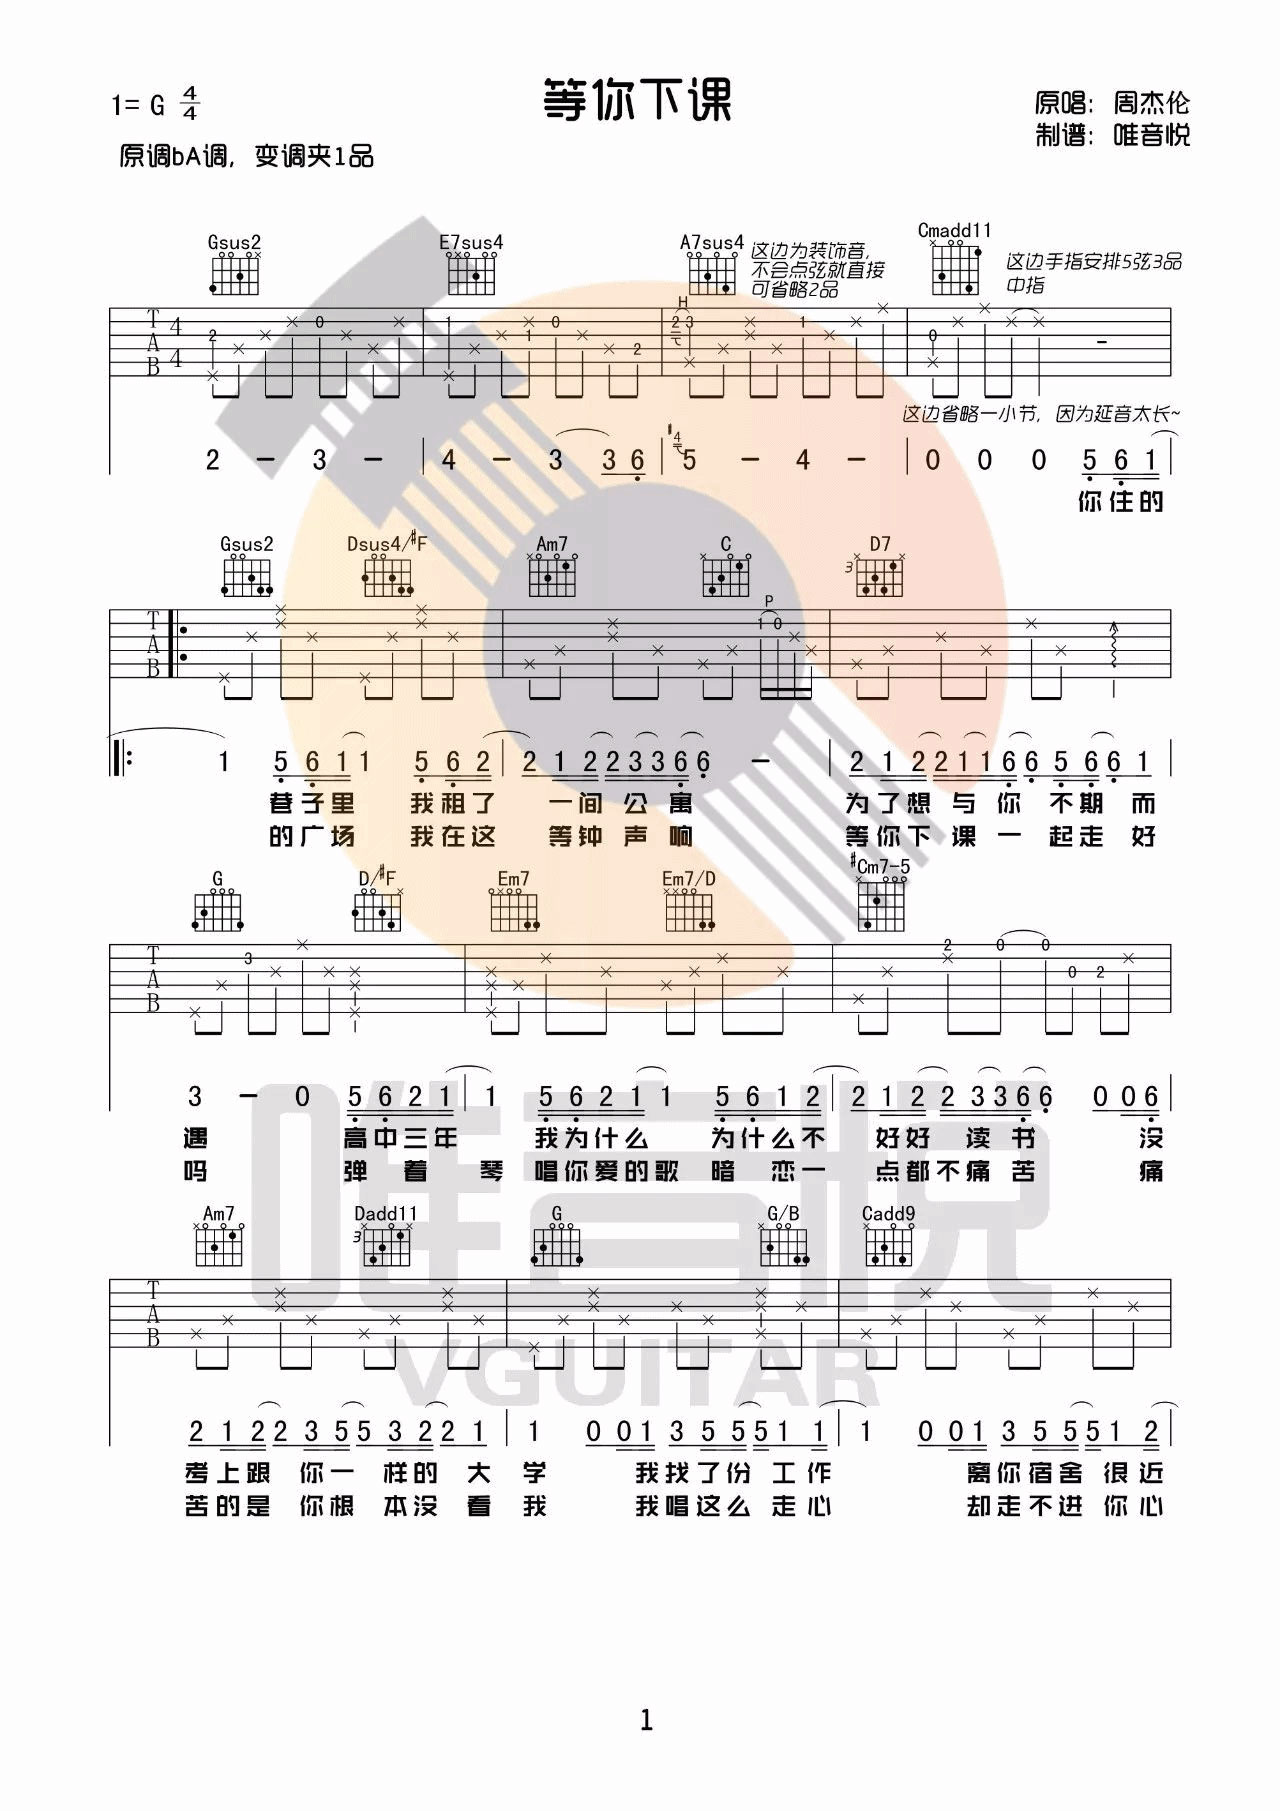 等你下课
1= G 4/4
原唱：周杰伦
制谱：唯音悦
原调bA调，变调夹1品
Gsus2 E7sus4 A7sus4 Cmadd11
这边为装饰音，
不会点弦就直接
可省略2品
这边手指安排5弦3品
中指
H
T A B 4 4
2 0 1 1 0 2 2 3 1 0
这边省略一小节，因为延音太长~
2 - 3 - 4 - 3 3 6 #4 5 - 4 - 0 0 0 5 6 1
你住的
Gsus2 Dsus4/#F Am7 C D7
3
P
T A B
1 0
1 5 6 1 1 5 6 2 2 1 2 2 3 3 6 6 - 2 1 2 2 1 1 6 6 5 6 6 1
巷子里 我租了 一间公寓 为了想与你不期而
的广场 我在这 等钟声响 等你下课一起走好
G D/#F Em7 Em7/D #Cm7-5
T A B
3 2 0 0 0 2
3 - 0 5 6 2 1 1 5 6 2 1 1 5 6 1 2 2 1 2 2 3 3 6 6 0 0 6
遇 高中三年 我为什么 为什么不好好读书 没
吗 弹着琴唱你爱的歌暗恋一点都不痛苦 痛
Am7 Dadd11 G G/B Cadd9
3
T A B
2 1 2 2 3 5 5 3 2 2 1 1 0 0 1 3 5 5 5 1 1 1 0 0 1 3 5 5 5 1 2
考上跟你一样的大学 我找了份工作 离你宿舍很近
苦的是你根本没看我 我唱这么走心 却走不进你心
唯音悦
VGUITAR
1